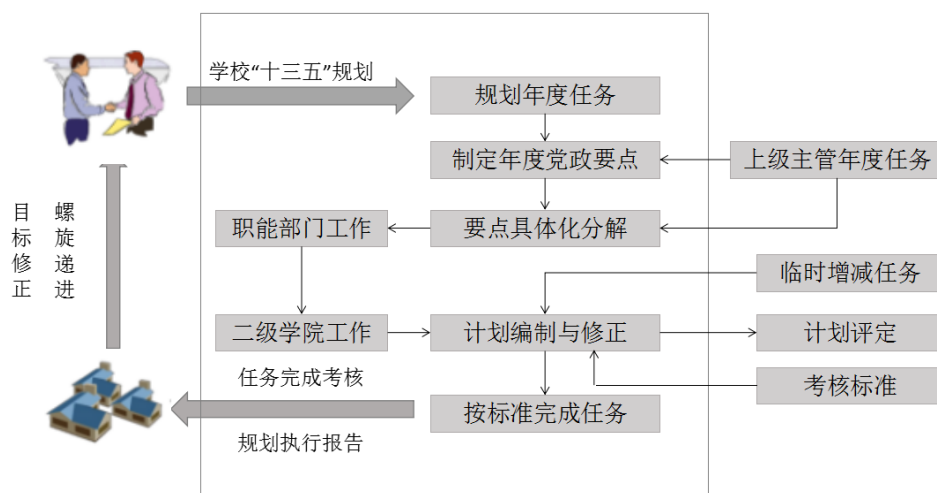 学校“十三五”规划
规划年度任务
制定年度党政要点
上级主管年度任务
目标修正
螺旋递进
职能部门工作
要点具体化分解
临时增减任务
二级学院工作
计划编制与修正
计划评定
任务完成考核
考核标准
按标准完成任务
规划执行报告